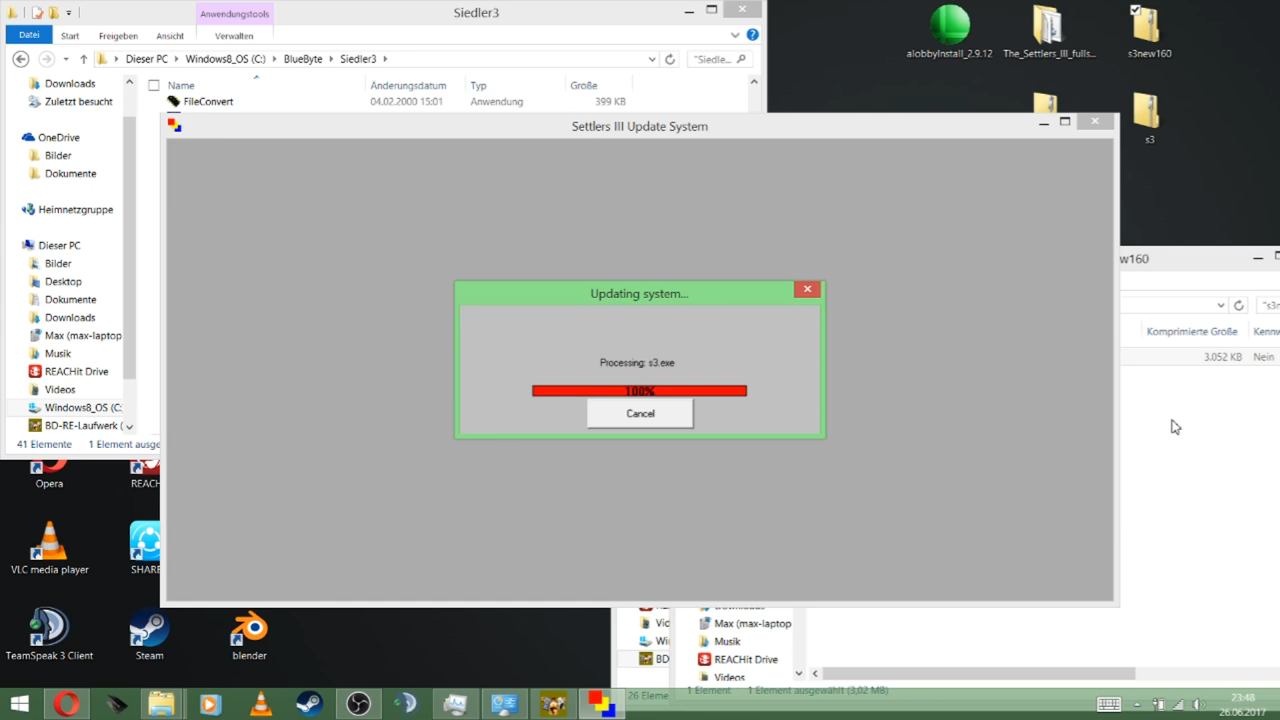 Anwendungstools
Siedler3
Datei
Start
Freigeben
Ansicht
Verwalten
Dieser PC
Windows8_OS (C:)
BlueByte
Siedler3
"Siedle...
Downloads
Zuletzt besucht
OneDrive
Bilder
Dokumente
Heimnetzgruppe
Dieser PC
Bilder
Desktop
Dokumente
Downloads
Max (max-laptop
Musik
REACHit Drive
Videos
Windows8_OS (C:
BD-RE-Laufwerk (
Name
Änderungsdatum
Typ
Größe
FileConvert
04.02.2000 15:01
Anwendung
399 KB
41 Elemente
1 Element ausge
Settlers III Update System
Updating system...
Processing: s3.exe
100%
Cancel
alobbyInstall_2.9.12
The_Settlers_III_fulls...
s3new160
s3
w160
"s3n
Komprimierte Größe
Kennw
3.052 KB
Nein
Opera
REACH
VLC media player
SHARE
TeamSpeak 3 Client
Steam
blender
Vid
Wi
BD
26 Eleme
Max (max-laptop
Musik
REACHit Drive
Videos
1 Element
1 Element ausgewählt (3,02 MB)
23:48
26.06.2017